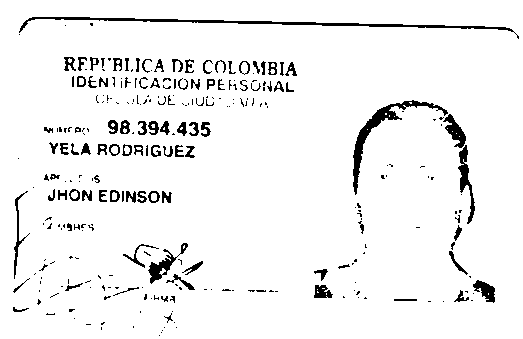 REPUBLICA DE COLOMBIA
IDENTIFICACION PERSONAL
CEDULA DE CIUDADANIA
NUMERO 98.394.435
YELA RODRIGUEZ
APELLIDOS
JHON EDINSON
NOMBRES
FIRMA